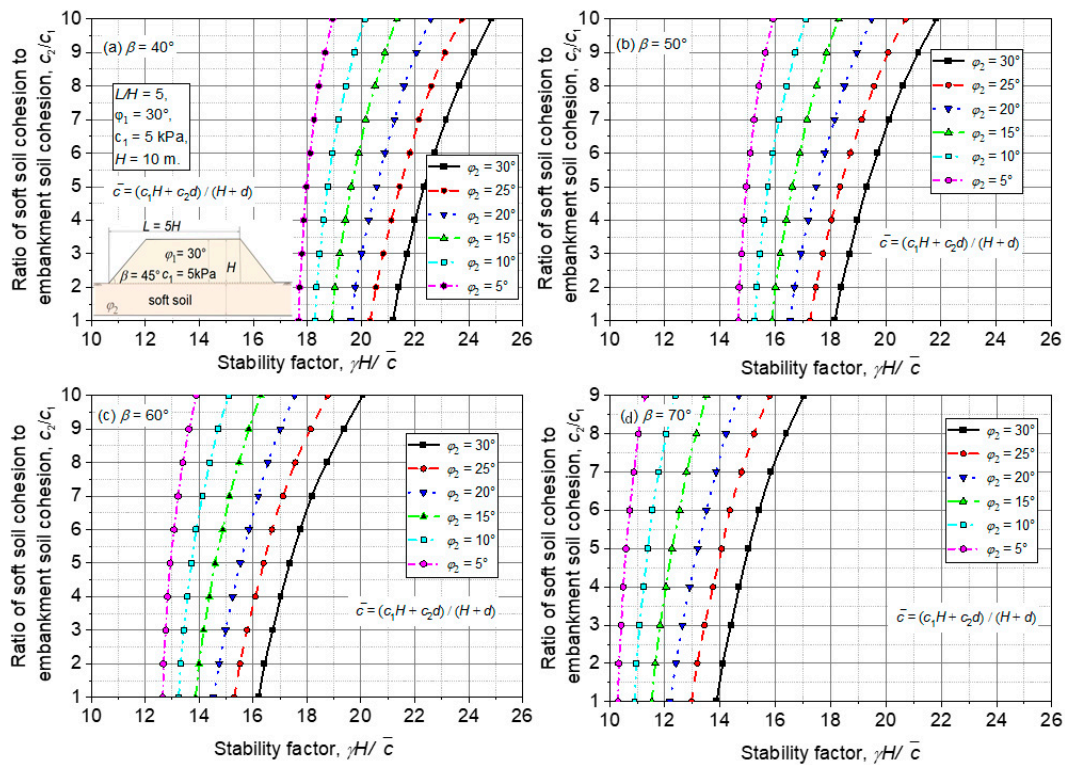 (a) β = 40°
L/H = 5,
φ₁ = 30°,
c₁ = 5 kPa,
H = 10 m.
c̄ = (c₁H + c₂d) / (H + d)
L = 5H
φ₁ = 30°
H
β = 45° c₁ = 5kPa
soft soil
φ₂
φ₂ = 30°
φ₂ = 25°
φ₂ = 20°
φ₂ = 15°
φ₂ = 10°
φ₂ = 5°
Ratio of soft soil cohesion to
embankment soil cohesion, c₂/c₁
10
9
8
7
6
5
4
3
2
1
10 12 14 16 18 20 22 24 26
Stability factor, γH/ c̄
(b) β = 50°
φ₂ = 30°
φ₂ = 25°
φ₂ = 20°
φ₂ = 15°
φ₂ = 10°
φ₂ = 5°
c̄ = (c₁H + c₂d) / (H + d)
Ratio of soft soil cohesion to
embankment soil cohesion, c₂/c₁
10
9
8
7
6
5
4
3
2
1
10 12 14 16 18 20 22 24 26
Stability factor, γH/ c̄
(c) β = 60°
φ₂ = 30°
φ₂ = 25°
φ₂ = 20°
φ₂ = 15°
φ₂ = 10°
φ₂ = 5°
c̄ = (c₁H + c₂d) / (H + d)
Ratio of soft soil cohesion to
embankment soil cohesion, c₂/c₁
10
9
8
7
6
5
4
3
2
1
10 12 14 16 18 20 22 24 26
Stability factor, γH/ c̄
(d) β = 70°
φ₂ = 30°
φ₂ = 25°
φ₂ = 20°
φ₂ = 15°
φ₂ = 10°
φ₂ = 5°
c̄ = (c₁H + c₂d) / (H + d)
Ratio of soft soil cohesion to
embankment soil cohesion, c₂/c₁
9
8
7
6
5
4
3
2
1
10 12 14 16 18 20 22 24 26
Stability factor, γH/ c̄